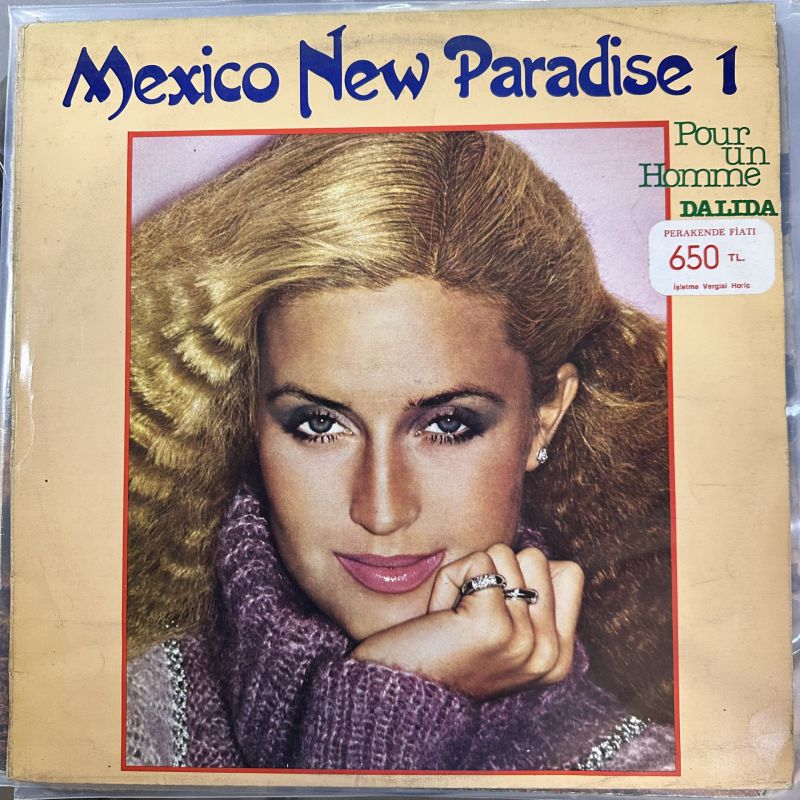 Mexico New Paradise 1
Pour
un
Homme
DALIDA
PERAKENDE FİATI
650 TL.
İşletme Vergisi Hariç